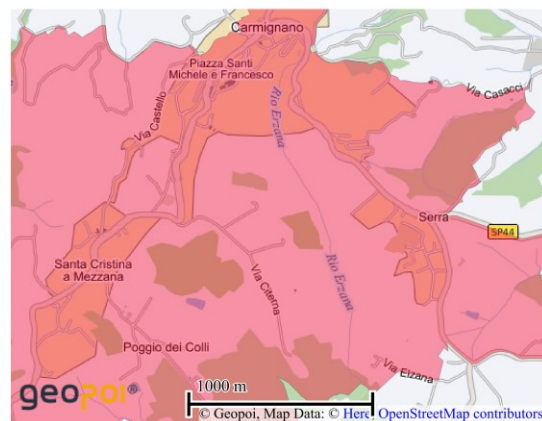 Carmignano
Piazza Santi
Michele e Francesco
Via Castello
Rio Erzana
Via Casacci
Serra
SP44
Santa Cristina
a Mezzana
Via Citerna
Rio Erzana
Poggio dei Colli
Via Elzana
geopoi®
1000 m
© Geopoi, Map Data: © Here, OpenStreetMap contributors